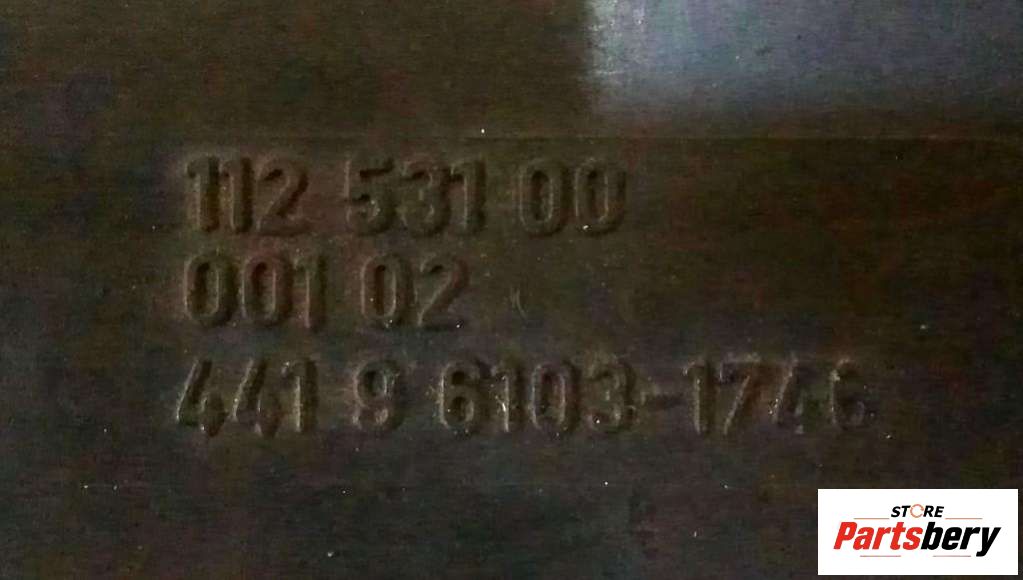 112 531 00
001 02
441 9 6103-1746
STORE
Partsbery